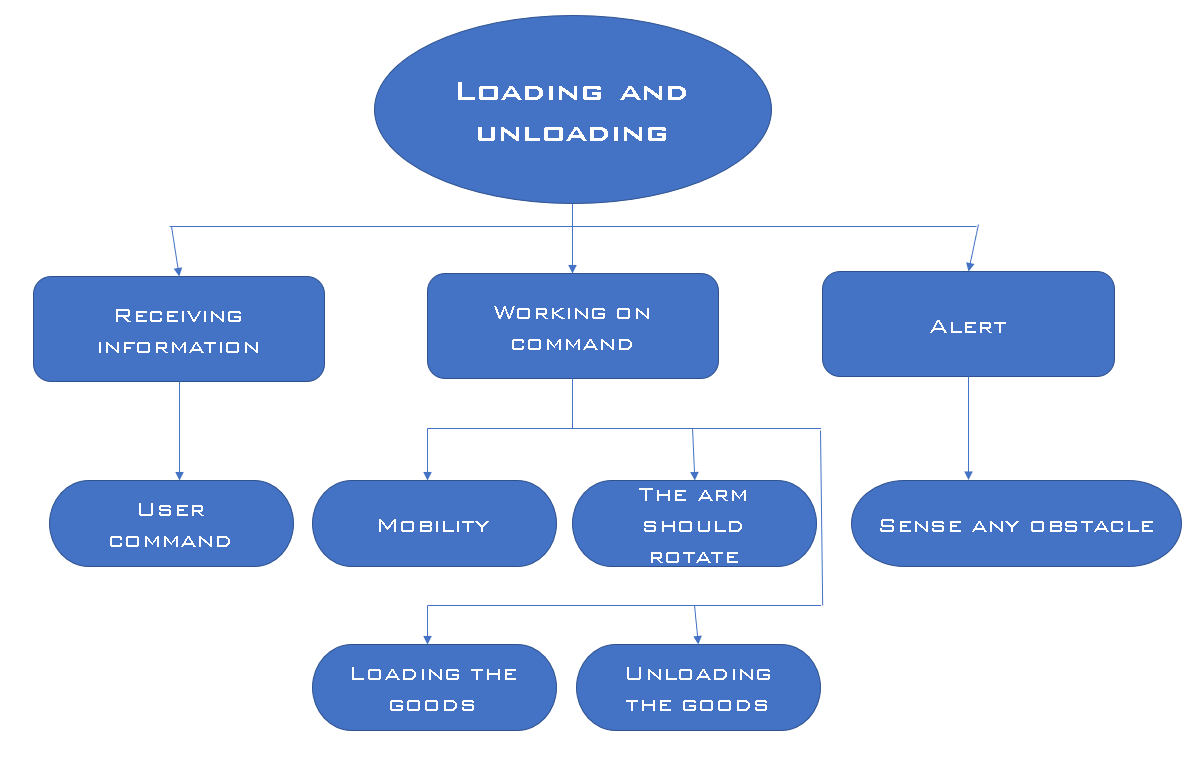 Loading and
unloading
Receiving
information
Working on
command
Alert
User
command
Mobility
The arm
should
rotate
Sense any obstacle
Loading the
goods
Unloading
the goods